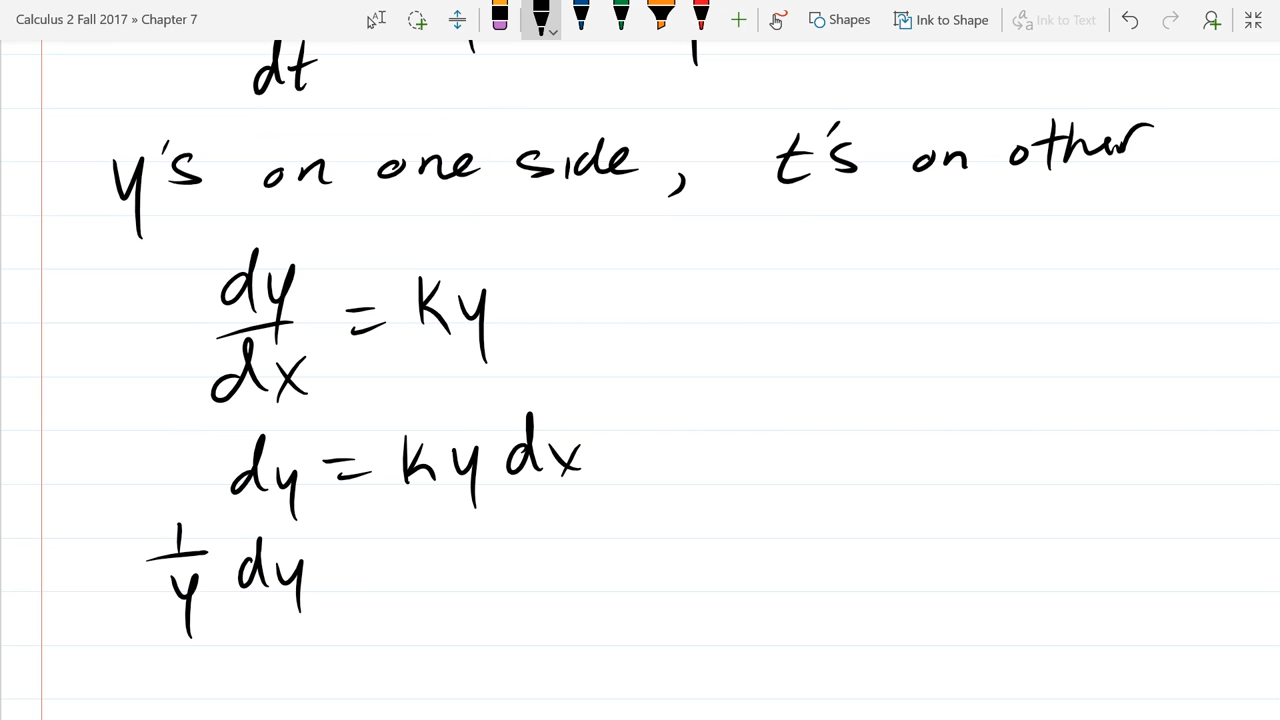 Calculus 2 Fall 2017 » Chapter 7 Shapes Ink to Shape Ink to Text
dt
y's on one side, t's on other
dy/dx = ky
dy = ky dx
1/y dy